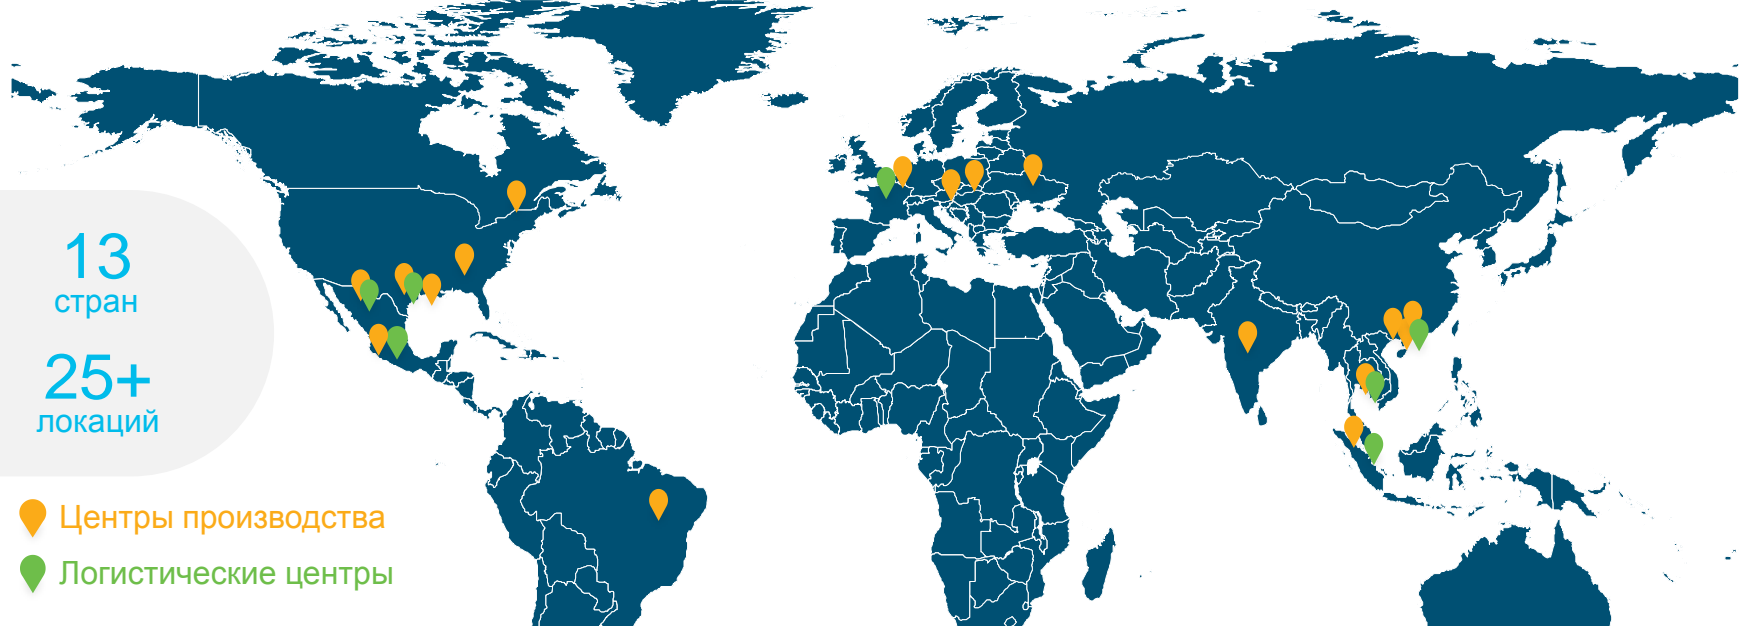 13
стран
25+
локаций
Центры производства
Логистические центры